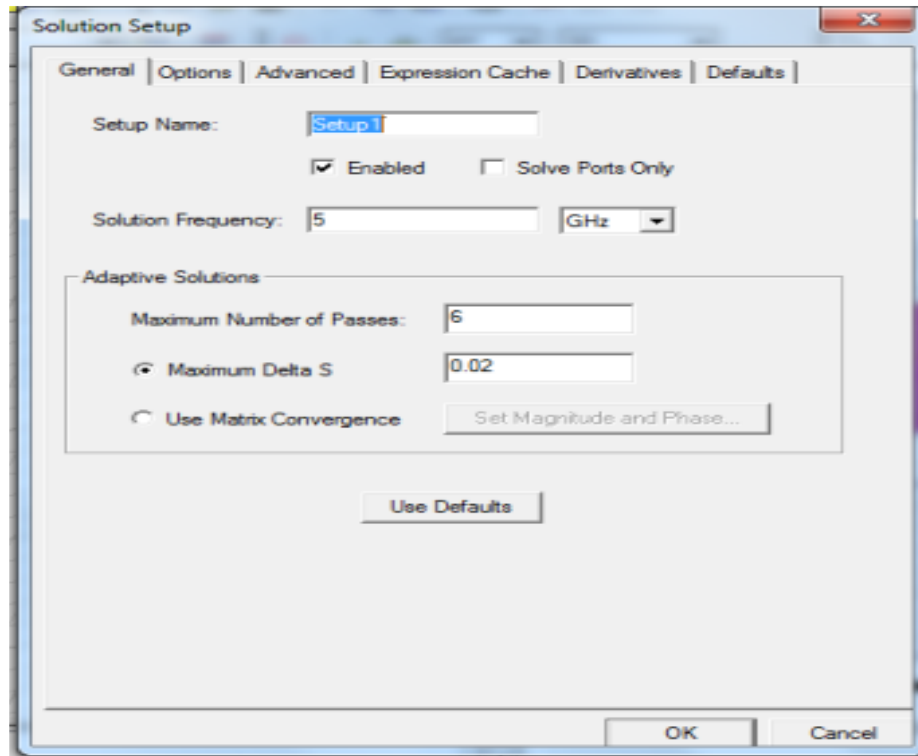 Solution Setup
General Options Advanced Expression Cache Derivatives Defaults
Setup Name: Setup1
Enabled Solve Ports Only
Solution Frequency: 5 GHz
Adaptive Solutions
Maximum Number of Passes: 6
Maximum Delta S 0.02
Use Matrix Convergence Set Magnitude and Phase...
Use Defaults
OK Cancel